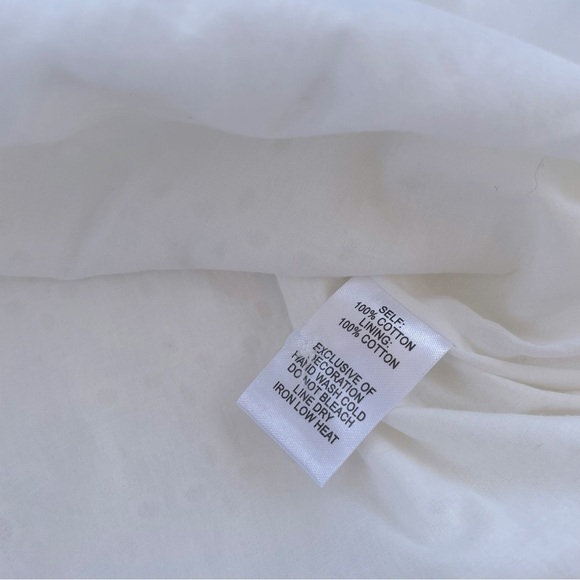 SELF:
100% COTTON
LINING:
100% COTTON
EXCLUSIVE OF
DECORATION
HAND WASH COLD
DO NOT BLEACH
LINE DRY
IRON LOW HEAT